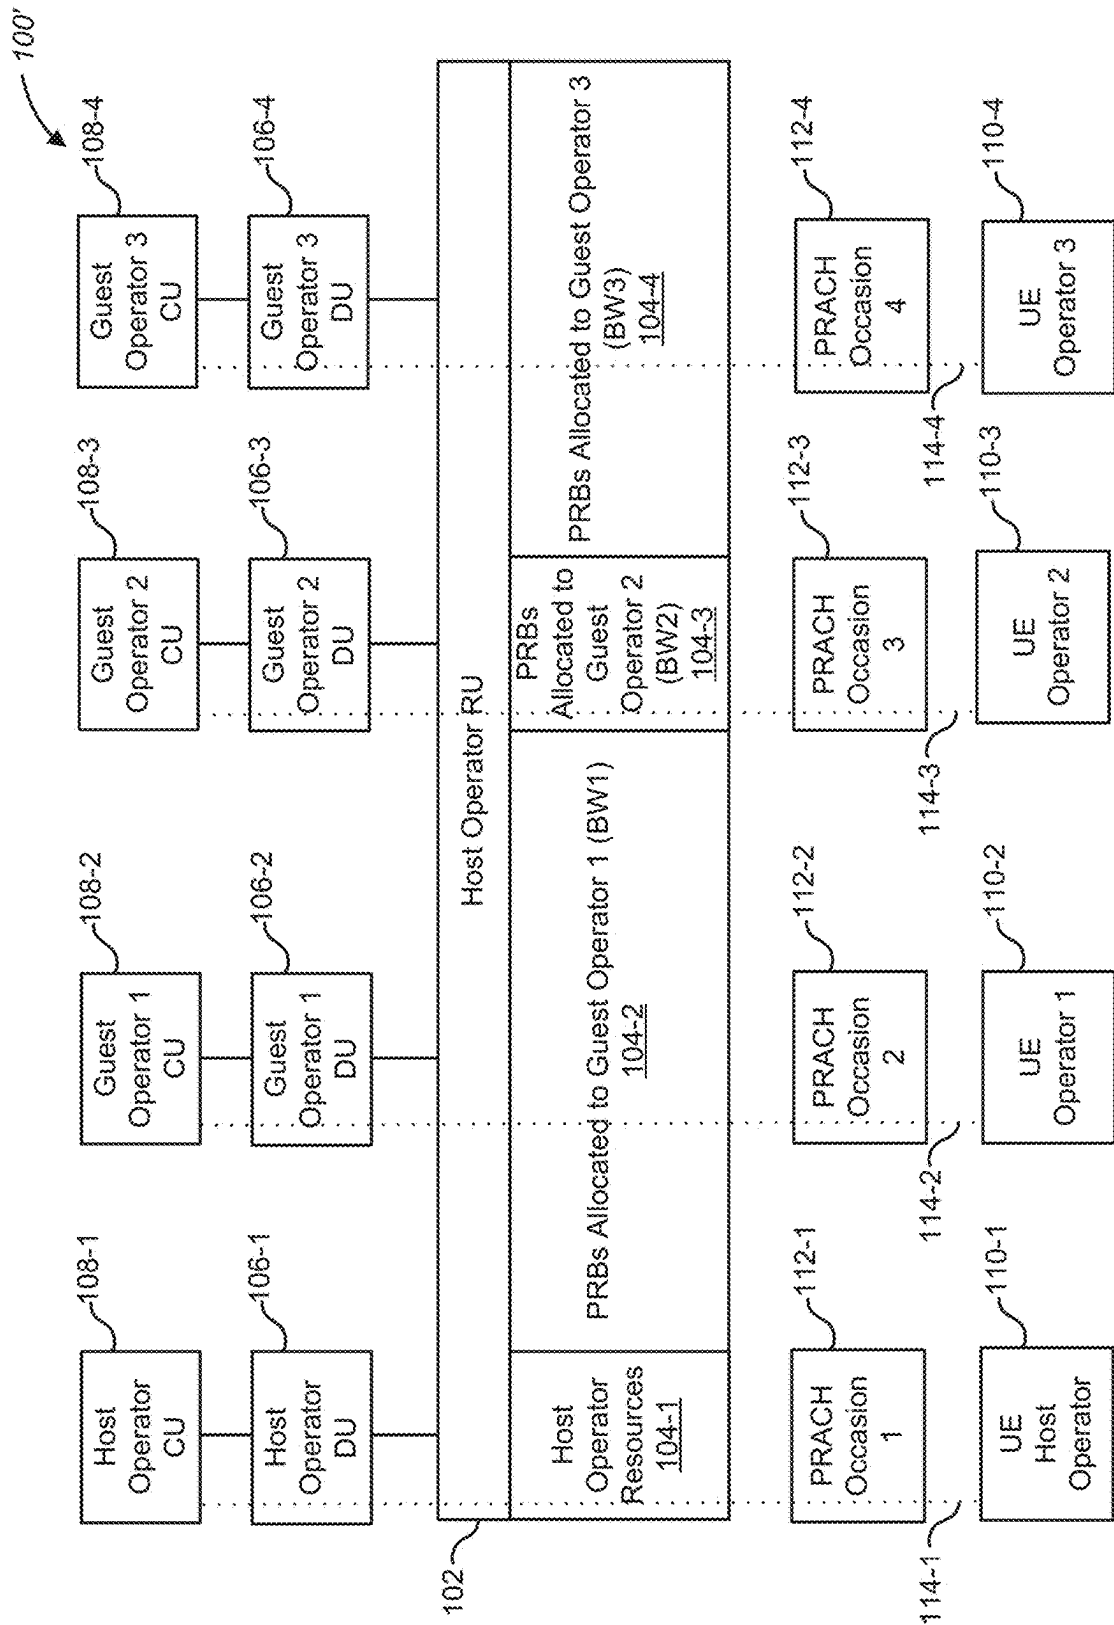 100'
108-1
108-2
108-3
108-4
Host
Operator
CU
Guest
Operator 1
CU
Guest
Operator 2
CU
Guest
Operator 3
CU
106-1
106-2
106-3
106-4
Host
Operator
DU
Guest
Operator 1
DU
Guest
Operator 2
DU
Guest
Operator 3
DU
102
Host Operator RU
Host
Operator
Resources
104-1
PRBs Allocated to Guest Operator 1 (BW1)
104-2
PRBs
Allocated to
Guest
Operator 2
(BW2)
104-3
PRBs Allocated to Guest Operator 3
(BW3)
104-4
112-1
112-2
112-3
112-4
PRACH
Occasion
1
PRACH
Occasion
2
PRACH
Occasion
3
PRACH
Occasion
4
114-1
110-1
114-2
110-2
114-3
110-3
114-4
110-4
UE
Host
Operator
UE
Operator 1
UE
Operator 2
UE
Operator 3